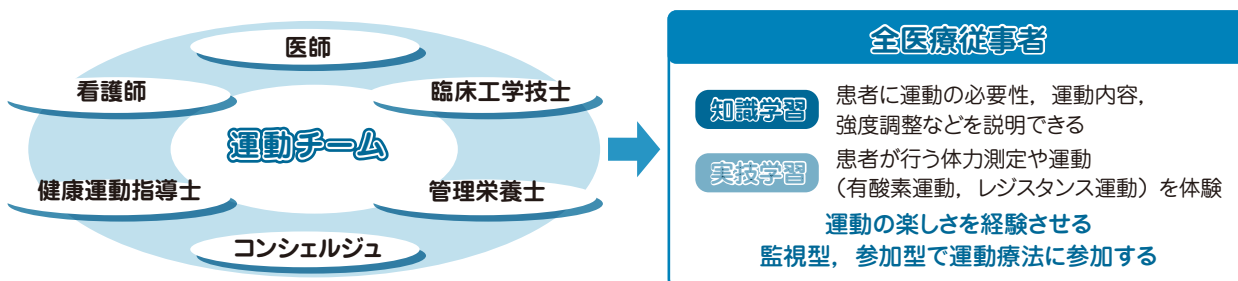 医師
看護師
臨床工学技士
運動チーム
健康運動指導士
管理栄養士
コンシェルジュ
全医療従事者
知識学習
患者に運動の必要性，運動内容，
強度調整などを説明できる
実技学習
患者が行う体力測定や運動
（有酸素運動，レジスタンス運動）を体験
運動の楽しさを経験させる
監視型，参加型で運動療法に参加する